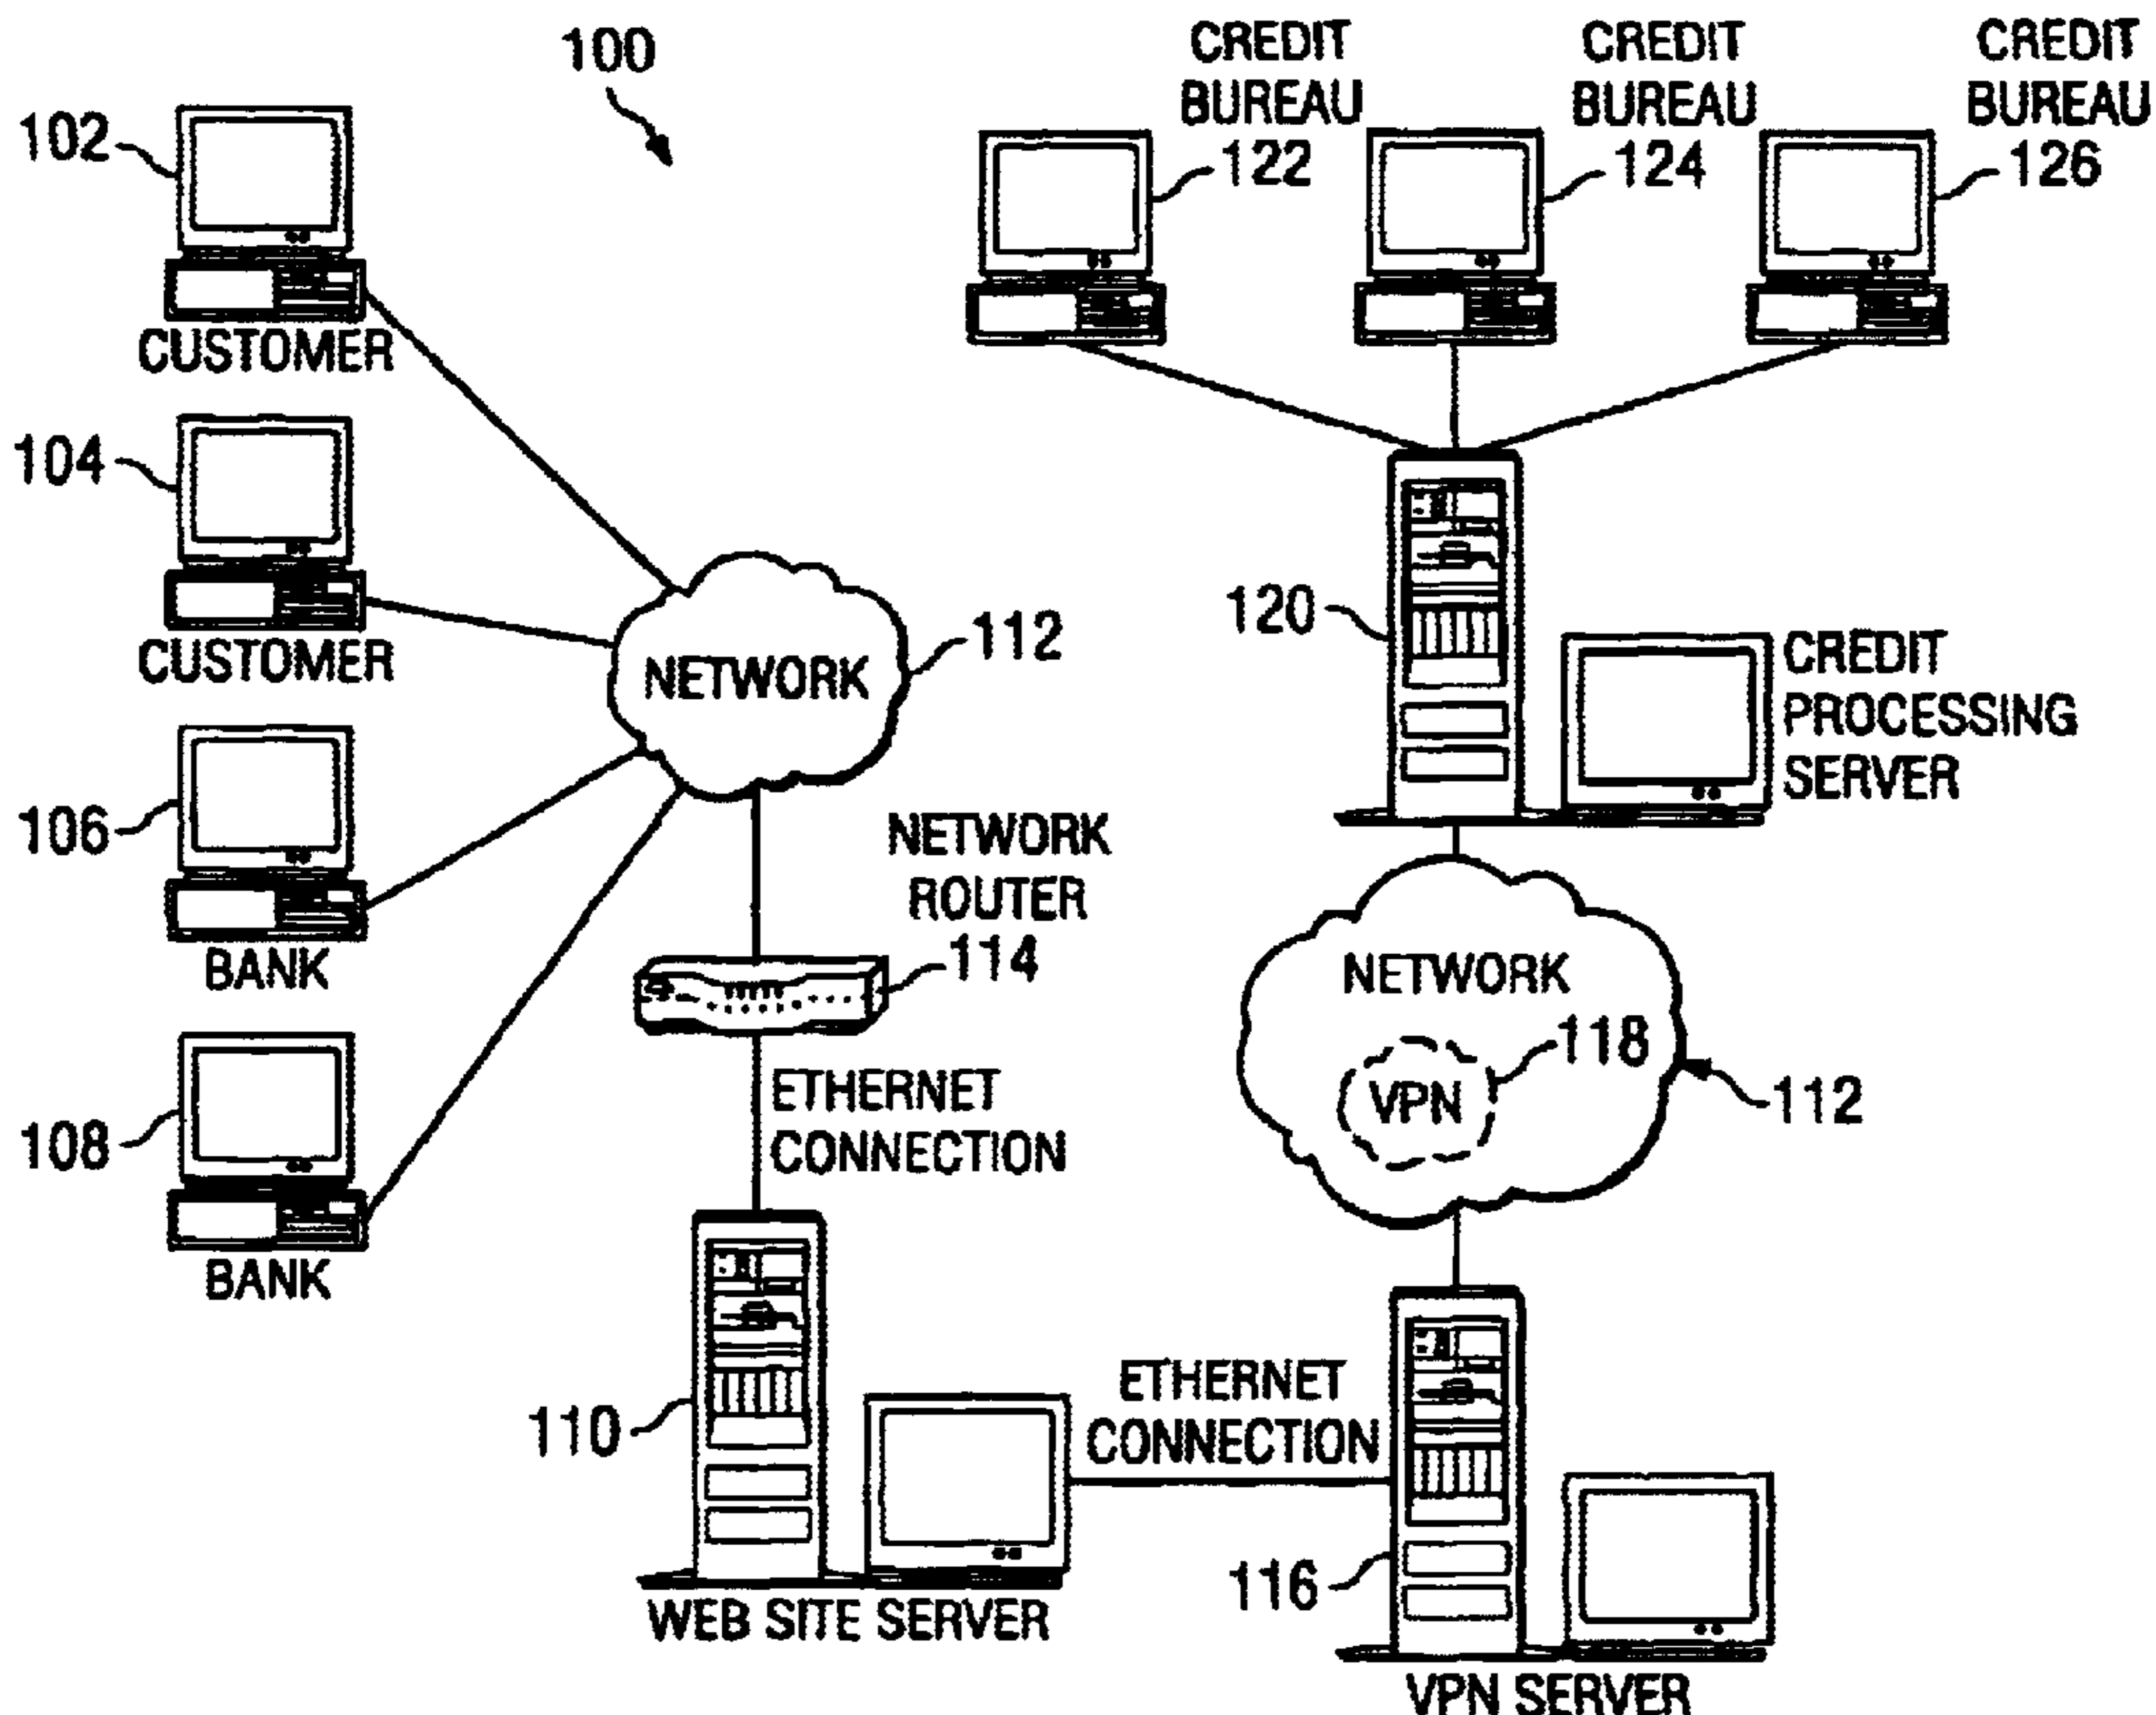 100
102
CUSTOMER
104
CUSTOMER
106
BANK
108
BANK
NETWORK
112
NETWORK
ROUTER
114
ETHERNET
CONNECTION
110
WEB SITE SERVER
ETHERNET
CONNECTION
CREDIT
BUREAU
122
CREDIT
BUREAU
124
CREDIT
BUREAU
126
120
CREDIT
PROCESSING
SERVER
NETWORK
VPN
118
112
116
VPN SERVER